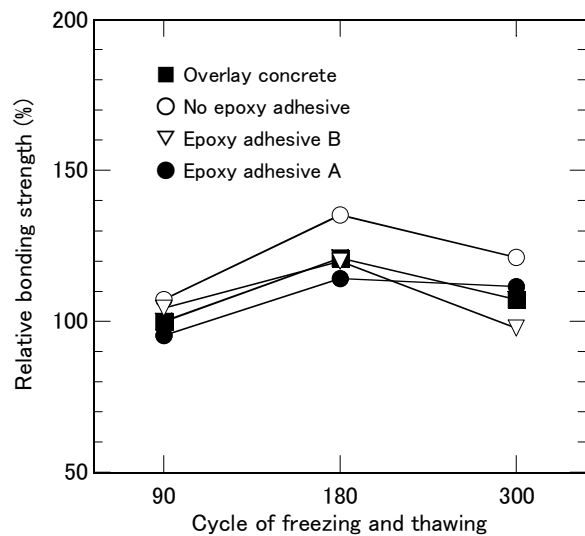 200
150
100
50
Relative bonding strength (%)
Overlay concrete
No epoxy adhesive
Epoxy adhesive B
Epoxy adhesive A
90 180 300
Cycle of freezing and thawing